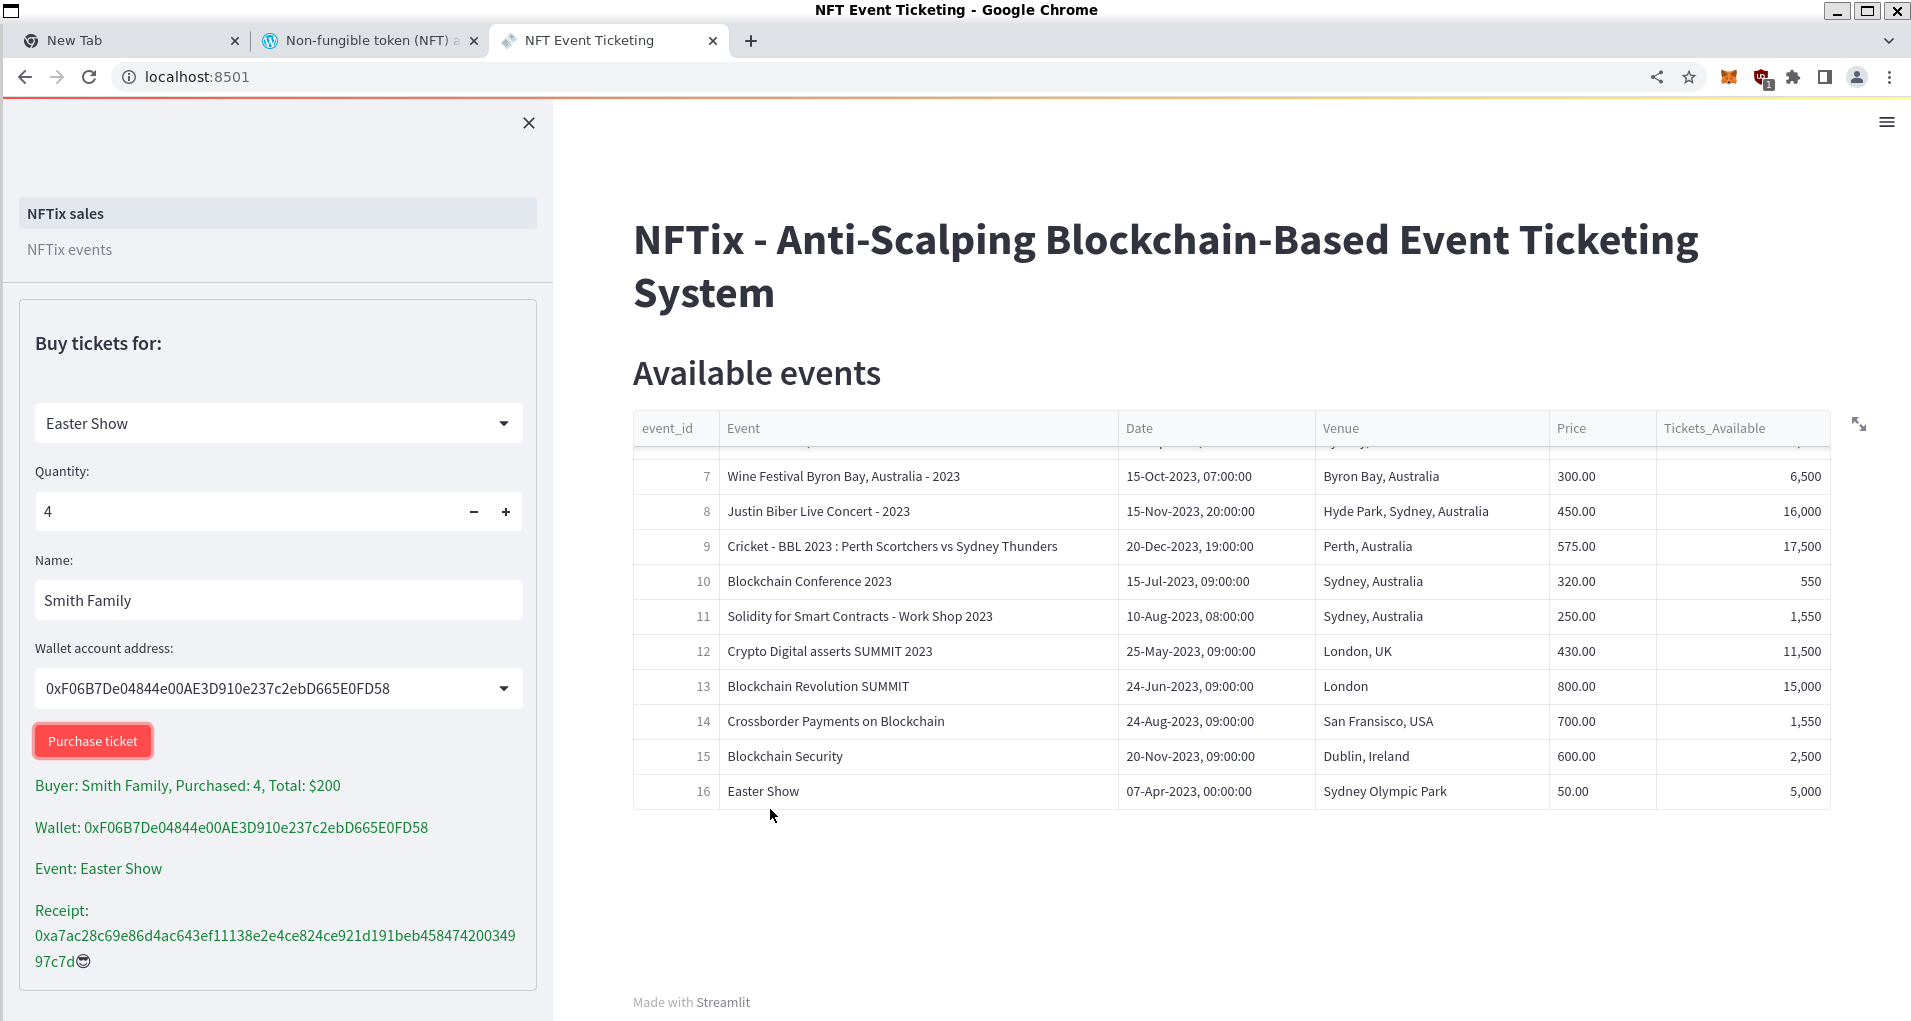 NFT Event Ticketing - Google Chrome
New Tab
Non-fungible token (NFT)
NFT Event Ticketing
localhost:8501
1
NFTix sales
NFTix events
Buy tickets for:
Easter Show
Quantity:
4
Name:
Smith Family
Wallet account address:
0xF06B7De04844e00AE3D910e237c2ebD665E0FD58
Purchase ticket
Buyer: Smith Family, Purchased: 4, Total: $200
Wallet: 0xF06B7De04844e00AE3D910e237c2ebD665E0FD58
Event: Easter Show
Receipt:
0xa7ac28c69e86d4ac643ef11138e2e4ce824ce921d191beb458474200349
97c7d😎
NFTix - Anti-Scalping Blockchain-Based Event Ticketing
System
Available events
event_id Event Date Venue Price Tickets_Available
7 Wine Festival Byron Bay, Australia - 2023 15-Oct-2023, 07:00:00 Byron Bay, Australia 300.00 6,500
8 Justin Biber Live Concert - 2023 15-Nov-2023, 20:00:00 Hyde Park, Sydney, Australia 450.00 16,000
9 Cricket - BBL 2023 : Perth Scortchers vs Sydney Thunders 20-Dec-2023, 19:00:00 Perth, Australia 575.00 17,500
10 Blockchain Conference 2023 15-Jul-2023, 09:00:00 Sydney, Australia 320.00 550
11 Solidity for Smart Contracts - Work Shop 2023 10-Aug-2023, 08:00:00 Sydney, Australia 250.00 1,550
12 Crypto Digital asserts SUMMIT 2023 25-May-2023, 09:00:00 London, UK 430.00 11,500
13 Blockchain Revolution SUMMIT 24-Jun-2023, 09:00:00 London 800.00 15,000
14 Crossborder Payments on Blockchain 24-Aug-2023, 09:00:00 San Fransisco, USA 700.00 1,550
15 Blockchain Security 20-Nov-2023, 09:00:00 Dublin, Ireland 600.00 2,500
16 Easter Show 07-Apr-2023, 00:00:00 Sydney Olympic Park 50.00 5,000
Made with Streamlit